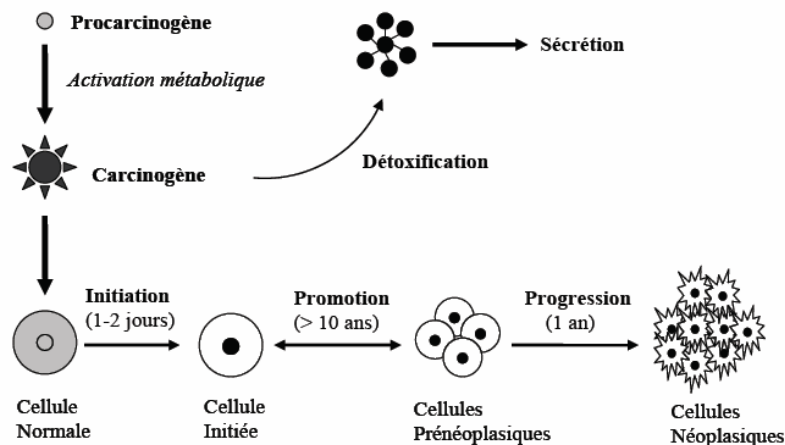 Procarcinogène
Activation métabolique
Sécrétion
Détoxification
Carcinogène
Initiation
(1-2 jours)
Promotion
(> 10 ans)
Progression
(1 an)
Cellule
Normale
Cellule
Initiée
Cellules
Prénéoplasiques
Cellules
Néoplasiques